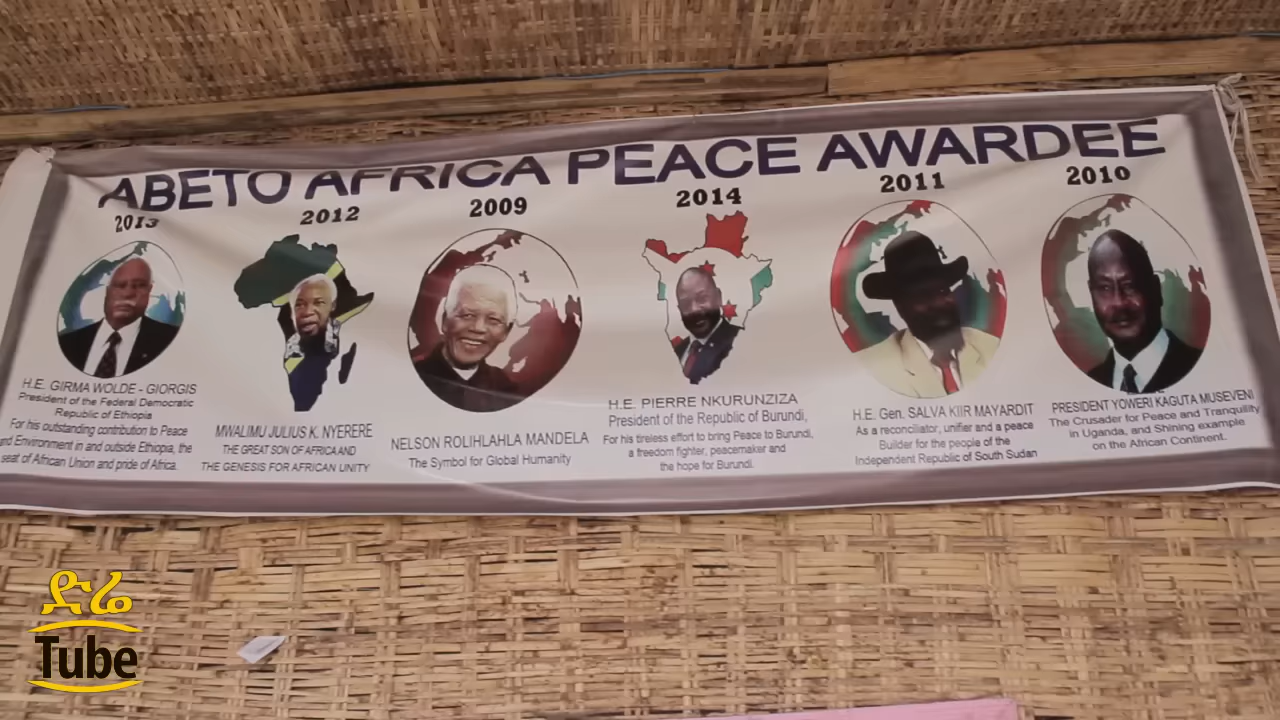 ABETO AFRICA PEACE AWARDEE
2013
H.E. GIRMA WOLDE - GIORGIS
President of the Federal Democratic
Republic of Ethiopia
For his outstanding contribution to Peace
and Environment in and outside Ethiopia, the
seat of African Union and pride of Africa.
2012
MWALIMU JULIUS K. NYERERE
THE GREAT SON OF AFRICA AND
THE GENESIS FOR AFRICAN UNITY
2009
NELSON ROLIHLAHLA MANDELA
The Symbol for Global Humanity
2014
H.E. PIERRE NKURUNZIZA
President of the Republic of Burundi,
For his tireless effort to bring Peace to Burundi,
a freedom fighter, peacemaker and
the hope for Burundi.
2011
H.E. Gen. SALVA KIIR MAYARDIT
As a reconciler, unifier and a peace
Builder for the people of the
Independent Republic of South Sudan
2010
PRESIDENT YOWERI KAGUTA MUSEVENI
The Crusader for Peace and Tranquility
in Uganda, and Shining example
on the African Continent.
ድሬ
Tube